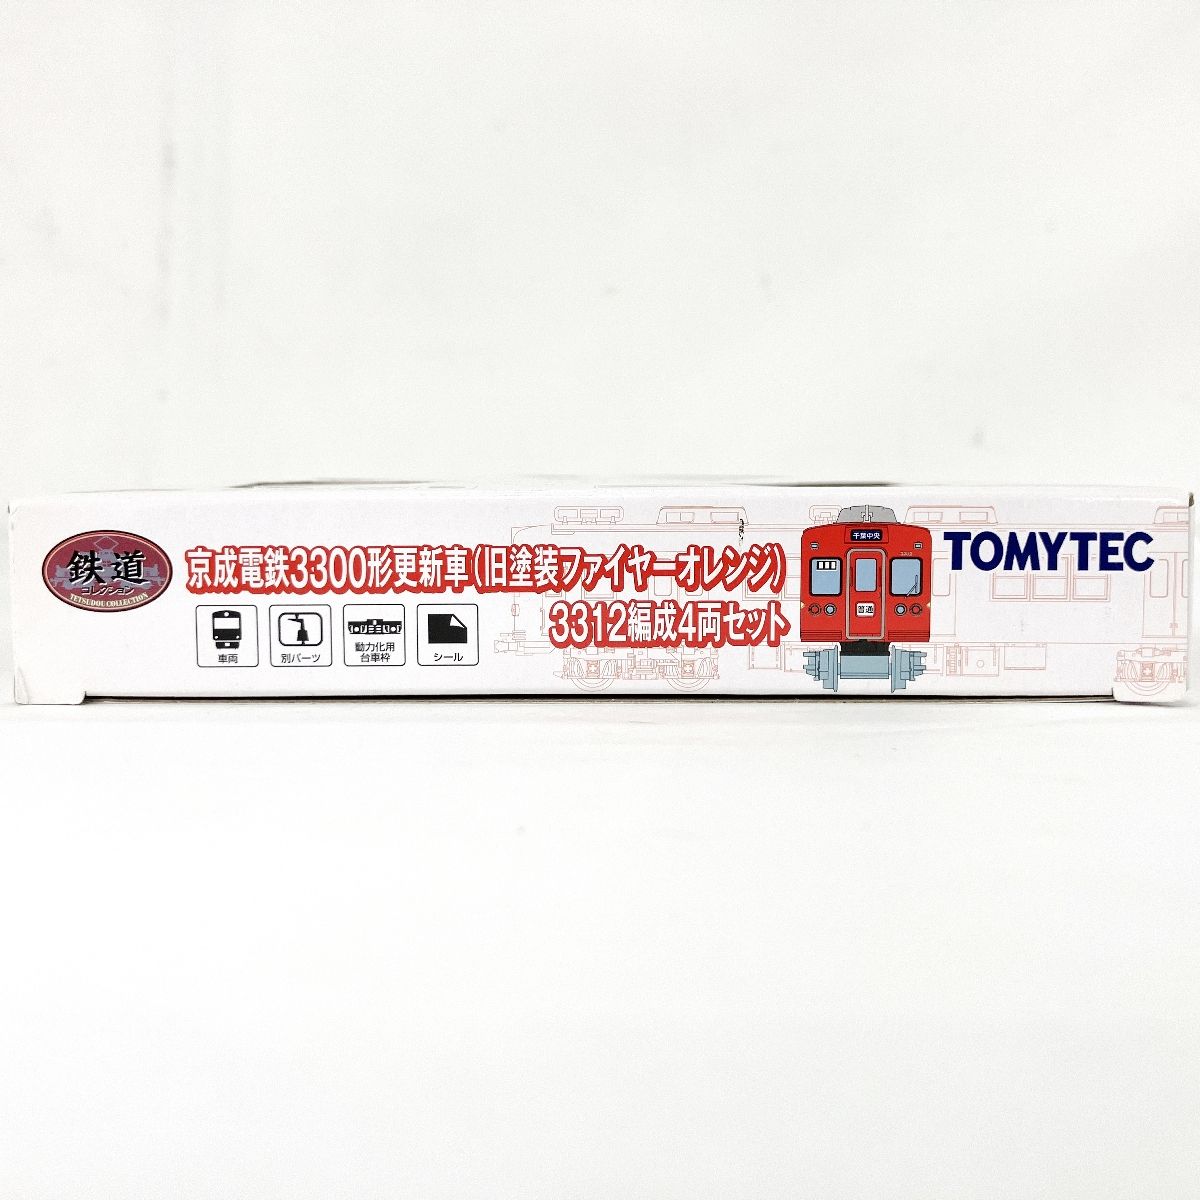 鉄道
コレクション
TETSUDOU COLLECTION
京成電鉄3300形更新車(旧塗装ファイヤーオレンジ)
3312編成4両セット
車両
別パーツ
動力化用
台車枠
シール
千葉中央
3312
普通
TOMYTEC